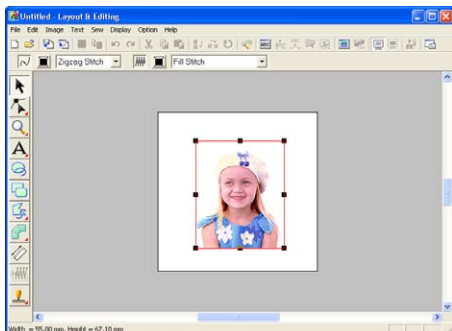 Untitled - Layout & Editing
File Edit Image Text Sew Display Option Help
Zigzag Stitch Fill Stitch
A
Width = 55.00 mm, Height = 67.10 mm